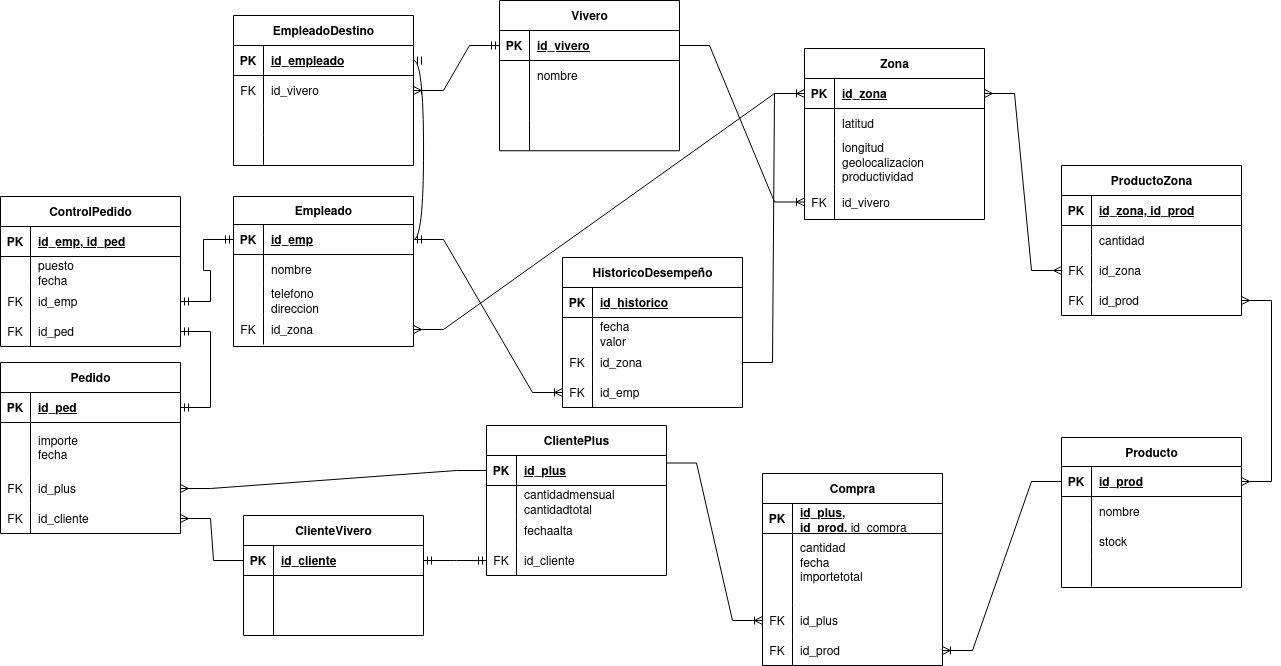 EmpleadoDestino
PK id_empleado
FK id_vivero
Vivero
PK id_vivero
nombre
Zona
PK id_zona
latitud
longitud
geolocalizacion
productividad
FK id_vivero
ProductoZona
PK id_zona, id_prod
cantidad
FK id_zona
FK id_prod
ControlPedido
PK id_emp, id_ped
puesto
fecha
FK id_emp
FK id_ped
Empleado
PK id_emp
nombre
telefono
direccion
FK id_zona
HistoricoDesempeño
PK id_historico
fecha
valor
FK id_zona
FK id_emp
Pedido
PK id_ped
importe
fecha
FK id_plus
FK id_cliente
ClientePlus
PK id_plus
cantidadmensual
cantidadtotal
fechaalta
FK id_cliente
ClienteVivero
PK id_cliente
Compra
PK id_plus,
id_prod, id_compra
cantidad
fecha
importetotal
FK id_plus
FK id_prod
Producto
PK id_prod
nombre
stock